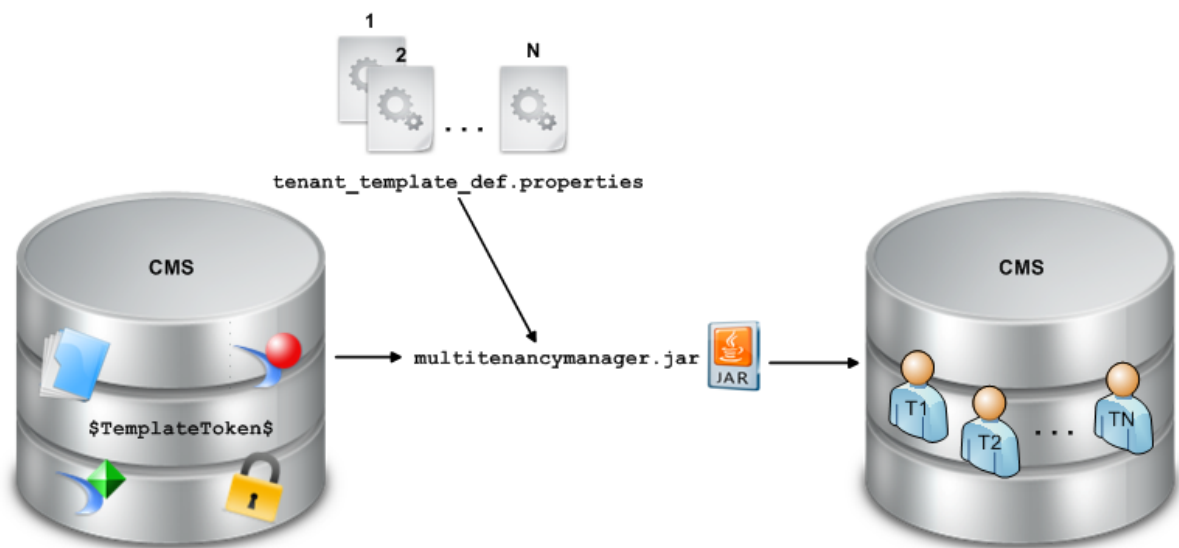 1
2
N
...
tenant_template_def.properties
CMS
CMS
multitenancymanager.jar
JAR
$TemplateToken$
T1
T2
...
TN